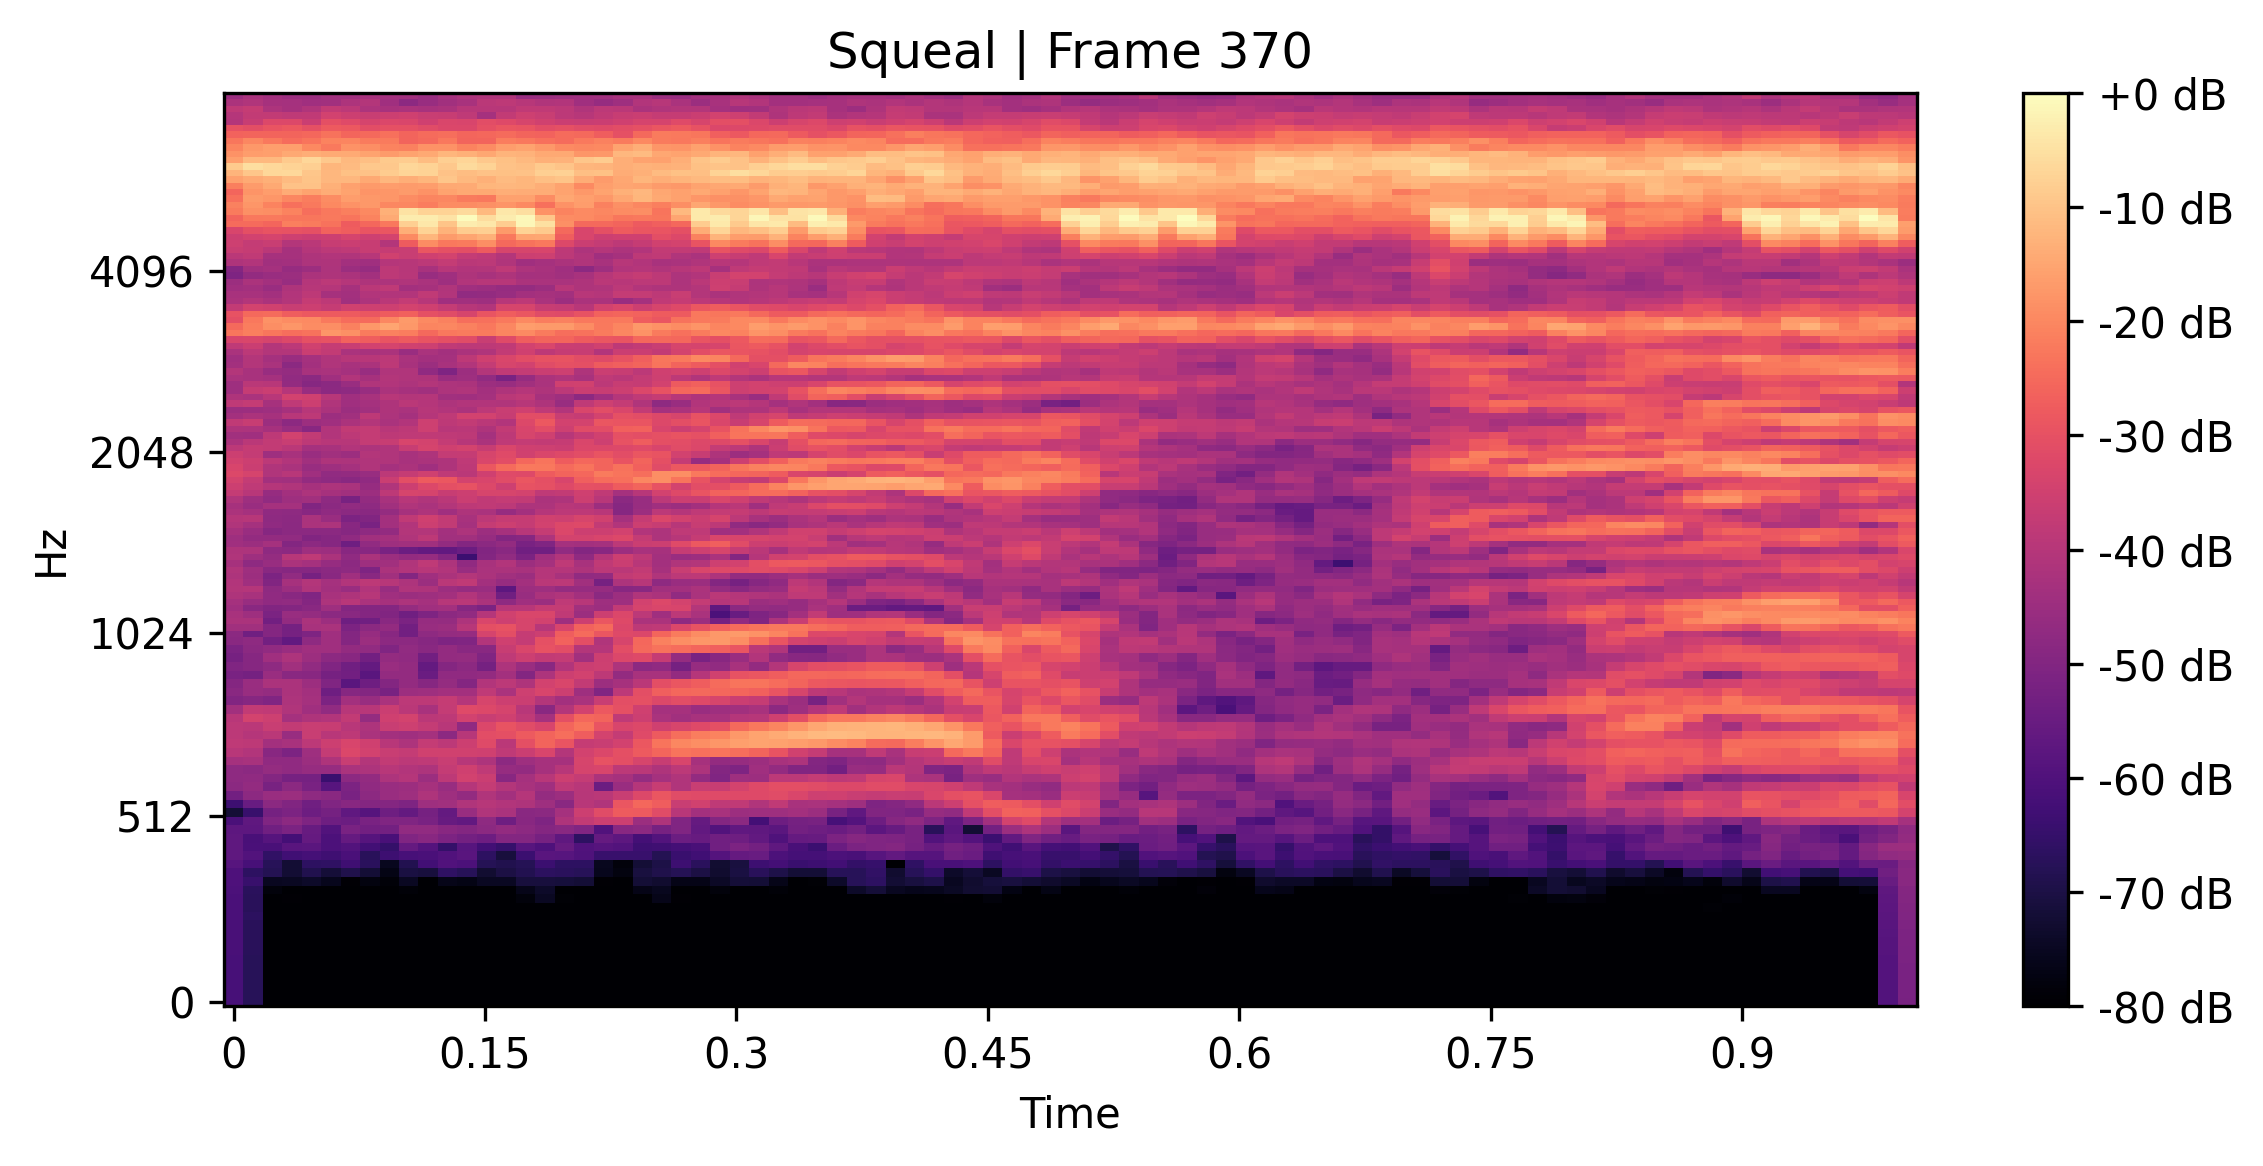 Squeal | Frame 370
+0 dB
-10 dB
-20 dB
-30 dB
-40 dB
-50 dB
-60 dB
-70 dB
-80 dB
Hz
4096
2048
1024
512
0
0 0.15 0.3 0.45 0.6 0.75 0.9
Time